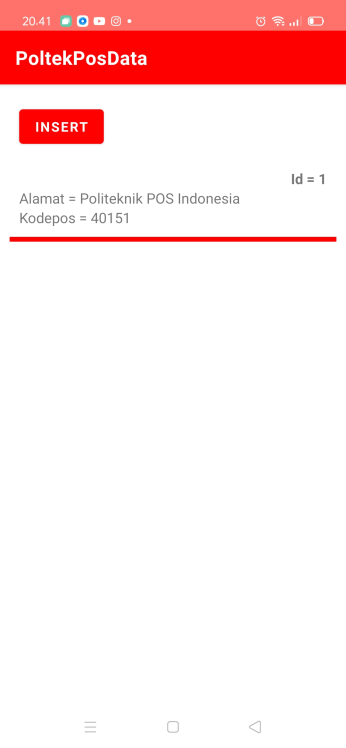 20.41
PoltekPosData
INSERT
Id = 1
Alamat = Politeknik POS Indonesia
Kodepos = 40151